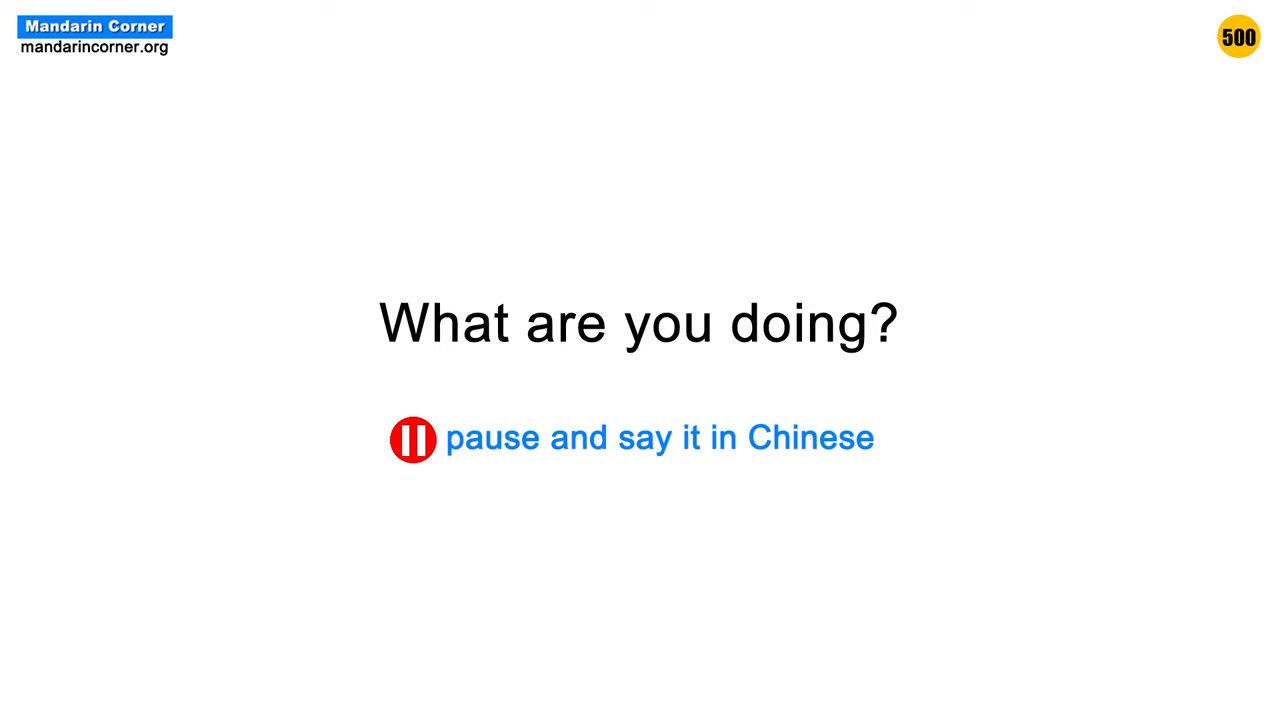 Mandarin Corner
mandarincorner.org
500
What are you doing?
pause and say it in Chinese